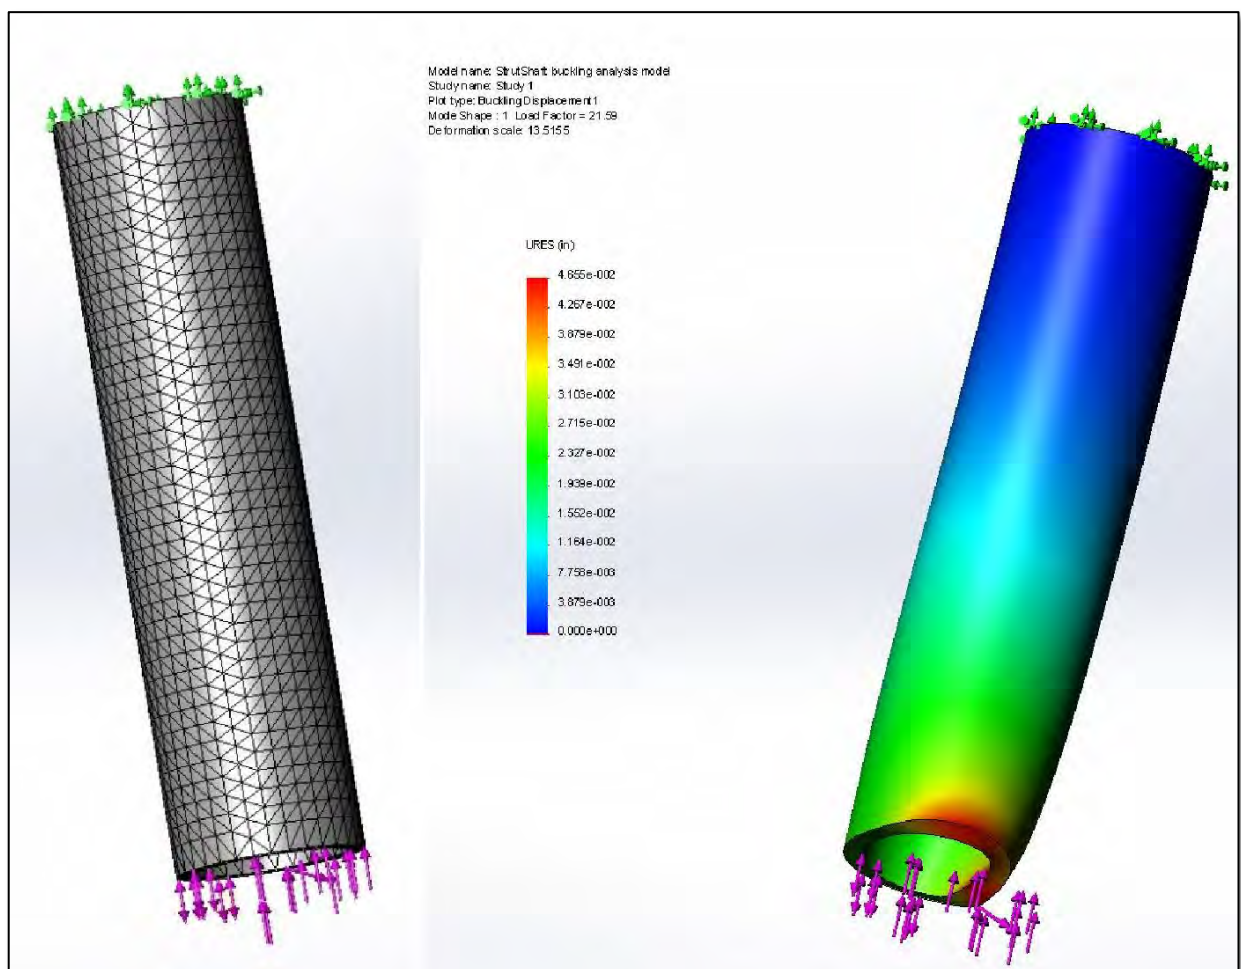 Model name: StrutShaft buckling analysis model
Study name: Study 1
Plot type: Buckling Displacement1
Mode Shape : 1 Load Factor = 21.59
Deformation scale: 13.5155
URES (in)
4.655e-002
4.267e-002
3.879e-002
3.491e-002
3.103e-002
2.715e-002
2.327e-002
1.939e-002
1.552e-002
1.164e-002
7.758e-003
3.879e-003
0.000e+000